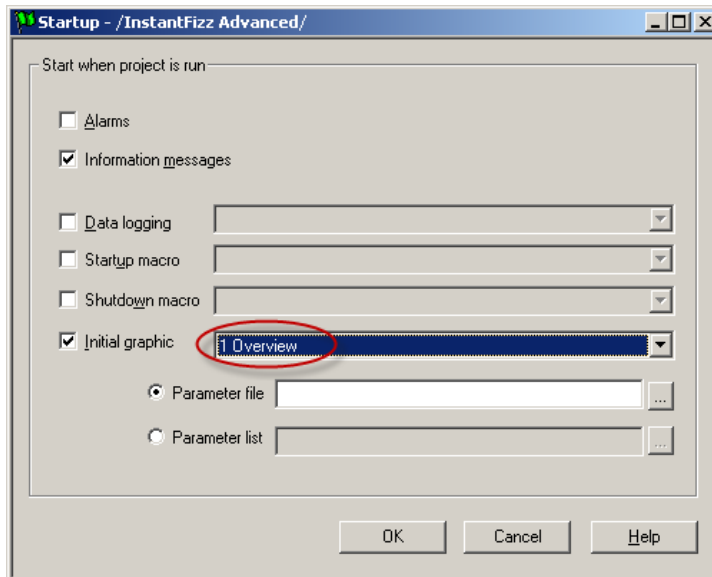 Startup - /InstantFizz Advanced/
Start when project is run
Alarms
Information messages
Data logging
Startup macro
Shutdown macro
Initial graphic 1 Overview
Parameter file ...
Parameter list ...
OK Cancel Help